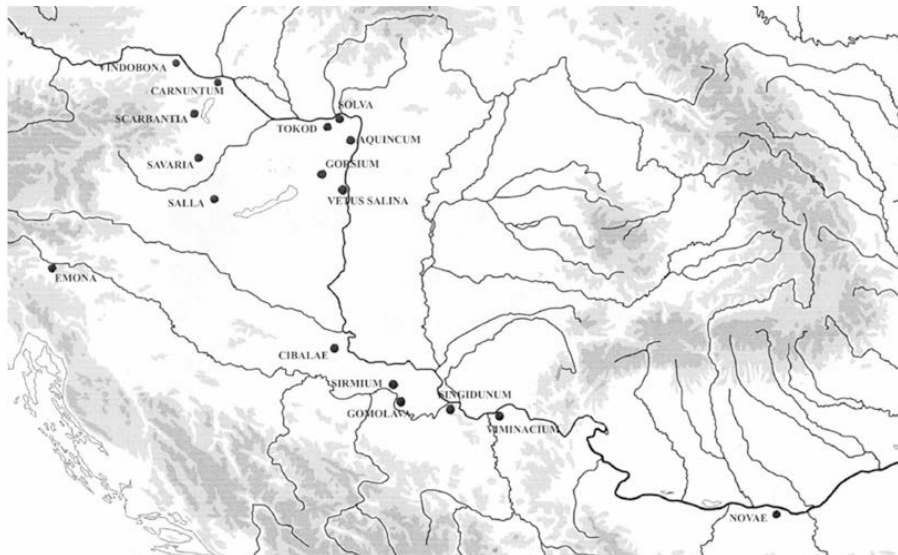 VINDOBONA
CARNUNTUM
SOLVA
SCARBANTIA
TOKOD
AQUINCUM
SAVARIA
GORSIUM
SALLA
VETUS SALINA
EMONA
CIBALAE
SIRMIUM
SINGIDUNUM
GOMOLAVA
VIMINACIUM
NOVAE